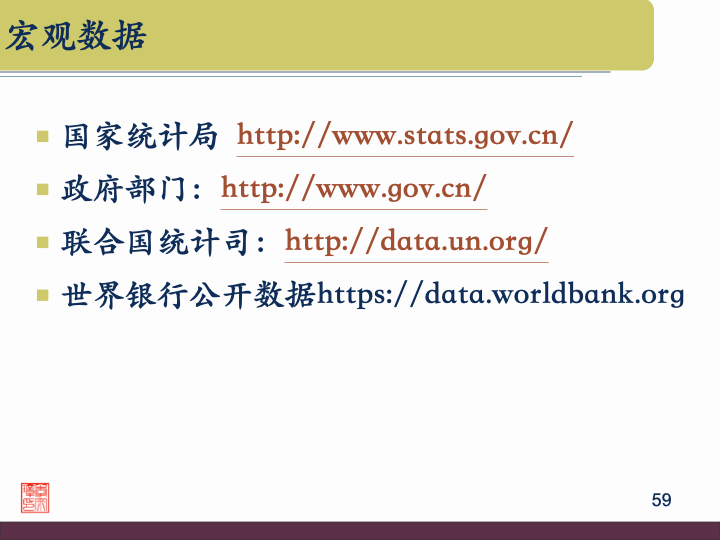 宏观数据
国家统计局 http://www.stats.gov.cn/
政府部门：http://www.gov.cn/
联合国统计司：http://data.un.org/
世界银行公开数据https://data.worldbank.org
59